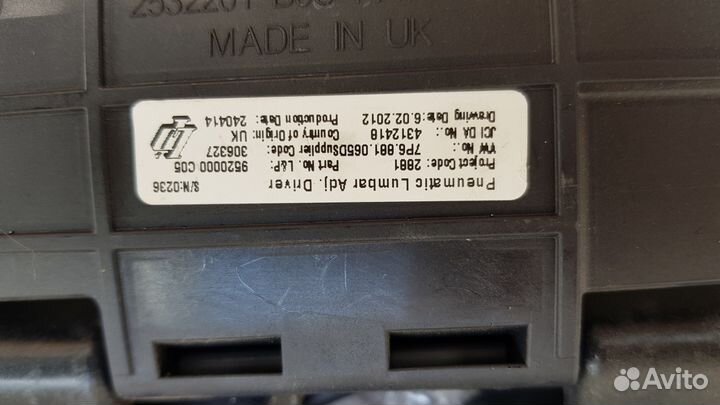 MADE IN UK
Pneumatic Lumbar Adj. Driver S/N:0236
Project Code: 2881 Part No. L&P: 9520000 C05
VW No.: 7P6.881.065D Supplier Code: 306327
JCI DA No.: 4312418 Country of Origin: UK
Drawing Date: 6.02.2012 Production Date: 240414
Avito